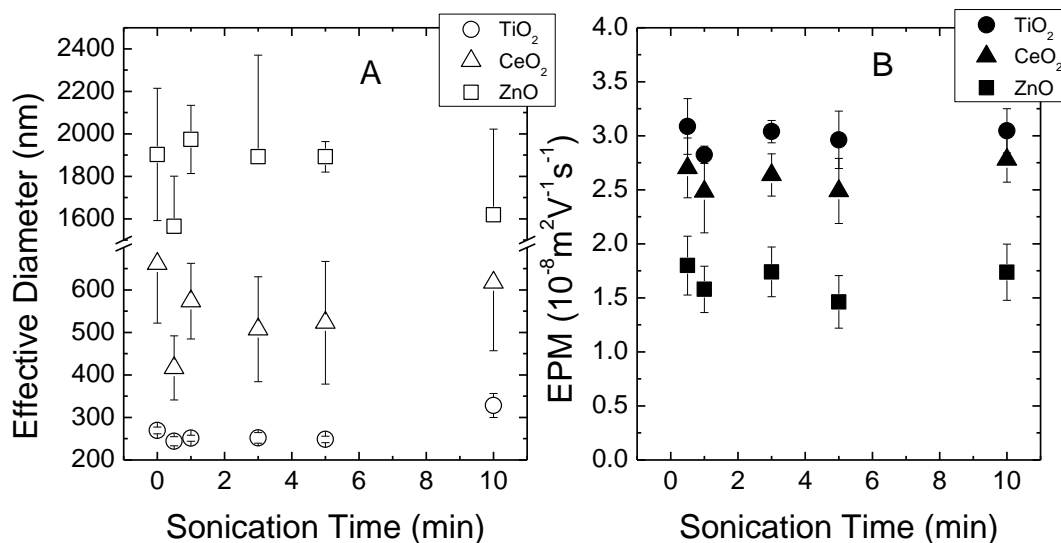 A
TiO2
CeO2
ZnO
Effective Diameter (nm)
2400
2200
2000
1800
1600
600
500
400
300
200
0 2 4 6 8 10
Sonication Time (min)
B
TiO2
CeO2
ZnO
EPM (10-8m2V-1s-1)
4.0
3.5
3.0
2.5
2.0
1.5
1.0
0.5
0.0
0 2 4 6 8 10
Sonication Time (min)